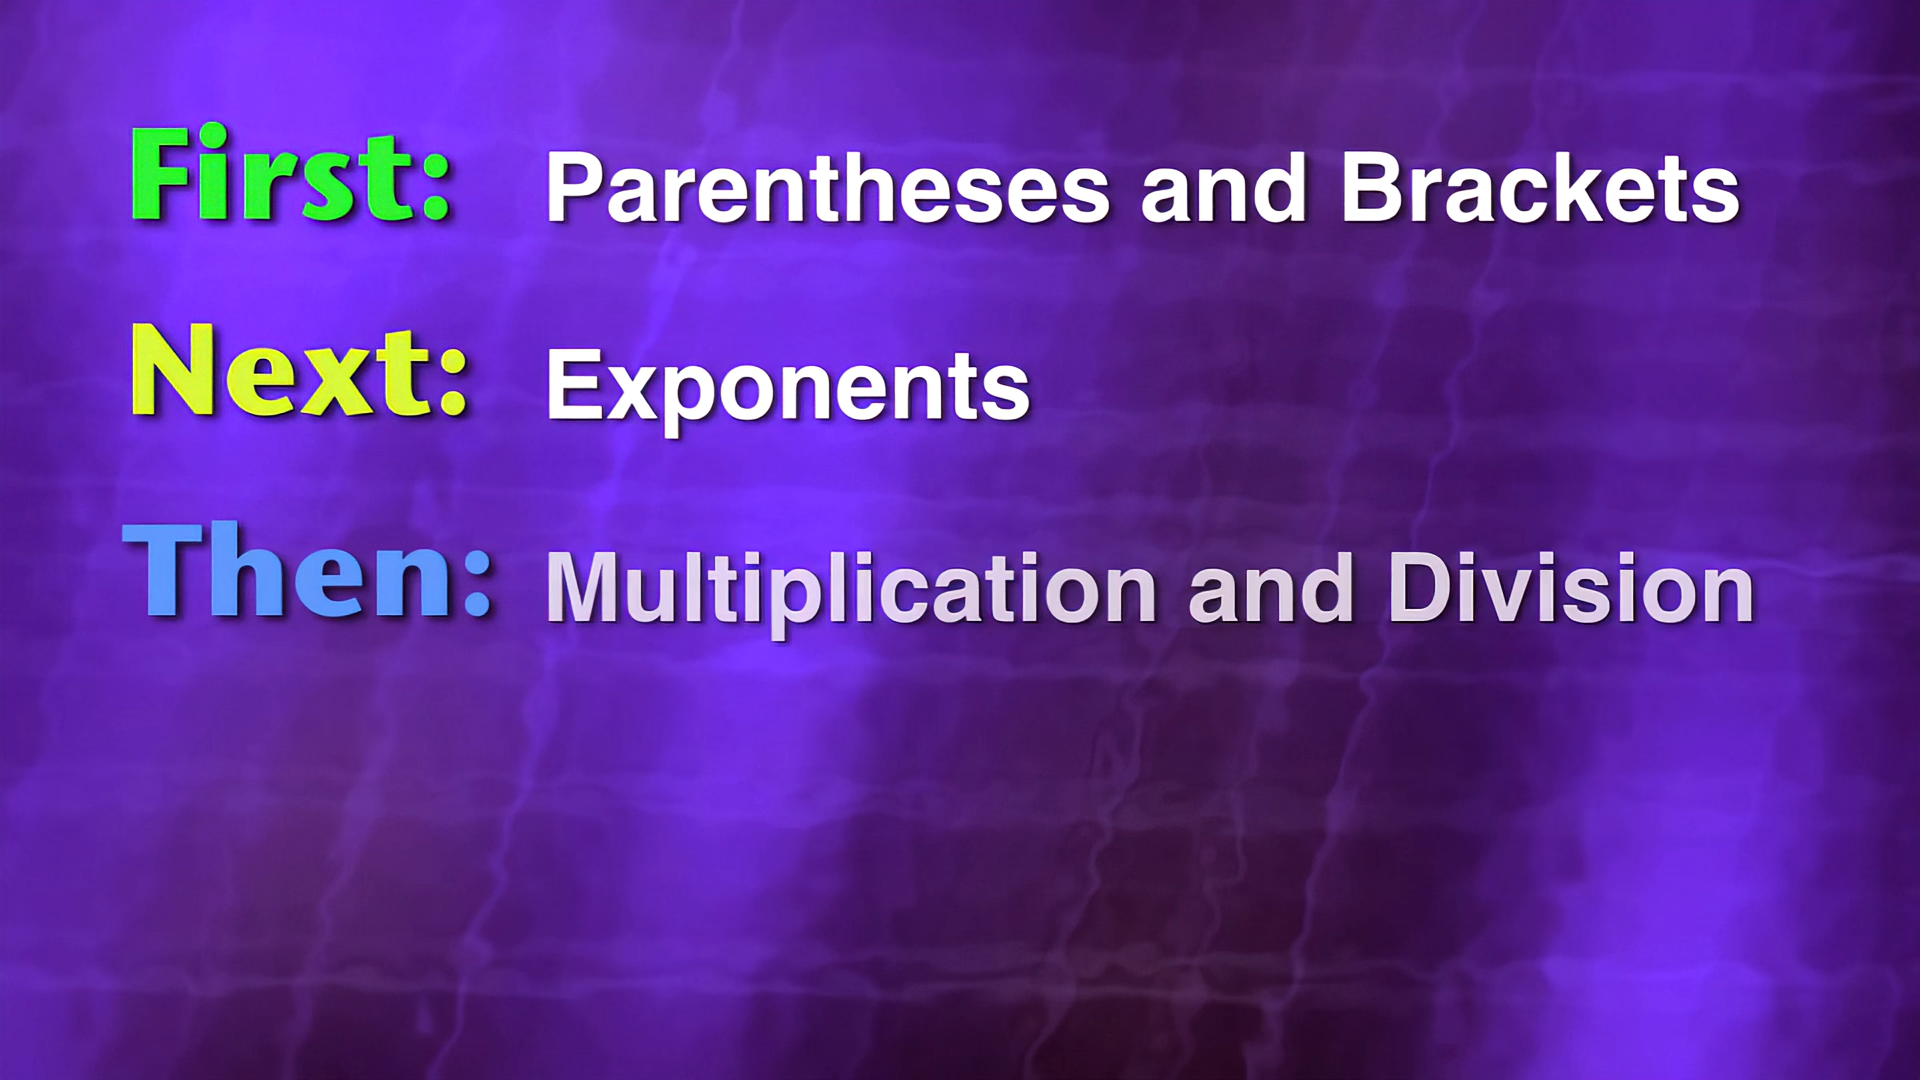 First: Parentheses and Brackets
Next: Exponents
Then: Multiplication and Division